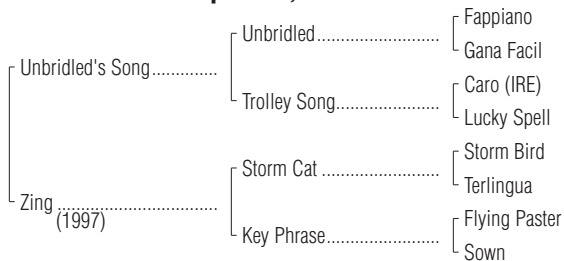 Fappiano
Unbridled
Gana Facil
Unbridled's Song
Caro (IRE)
Trolley Song
Lucky Spell
Storm Bird
Storm Cat
Terlingua
Zing
(1997)
Flying Paster
Key Phrase
Sown